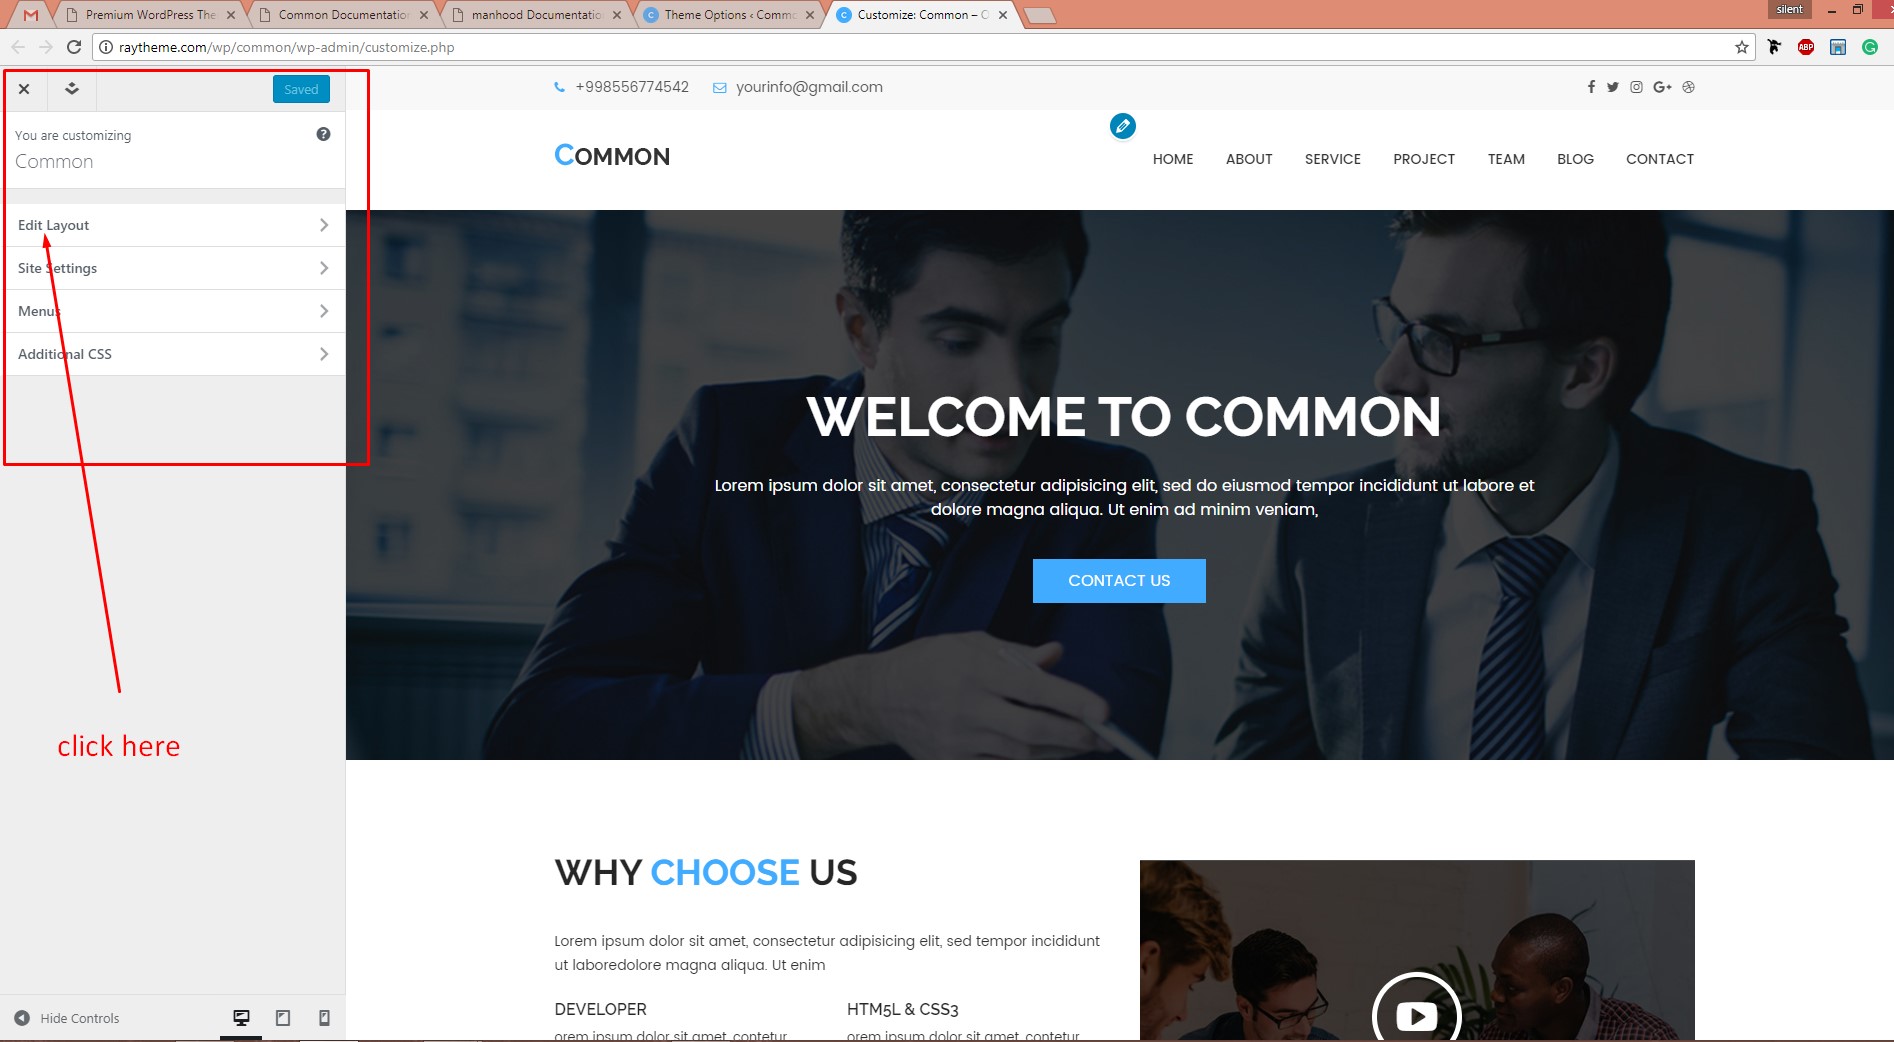 Premium WordPress The
Common Documentatio
manhood Documentatio
Theme Options ‹ Commo
Customize: Common – O
silent
raytheme.com/wp/common/wp-admin/customize.php
ABP
Saved
You are customizing
Common
Edit Layout
Site Settings
Menus
Additional CSS
click here
Hide Controls
+998556774542
yourinfo@gmail.com
COMMON
HOME
ABOUT
SERVICE
PROJECT
TEAM
BLOG
CONTACT
WELCOME TO COMMON
Lorem ipsum dolor sit amet, consectetur adipisicing elit, sed do eiusmod tempor incididunt ut labore et
dolore magna aliqua. Ut enim ad minim veniam,
CONTACT US
WHY CHOOSE US
Lorem ipsum dolor sit amet, consectetur adipisicing elit, sed tempor incididunt
ut laboredolore magna aliqua. Ut enim
DEVELOPER
orem ipsum dolor sit amet, contetur
HTM5L & CSS3
orem ipsum dolor sit amet, contetur